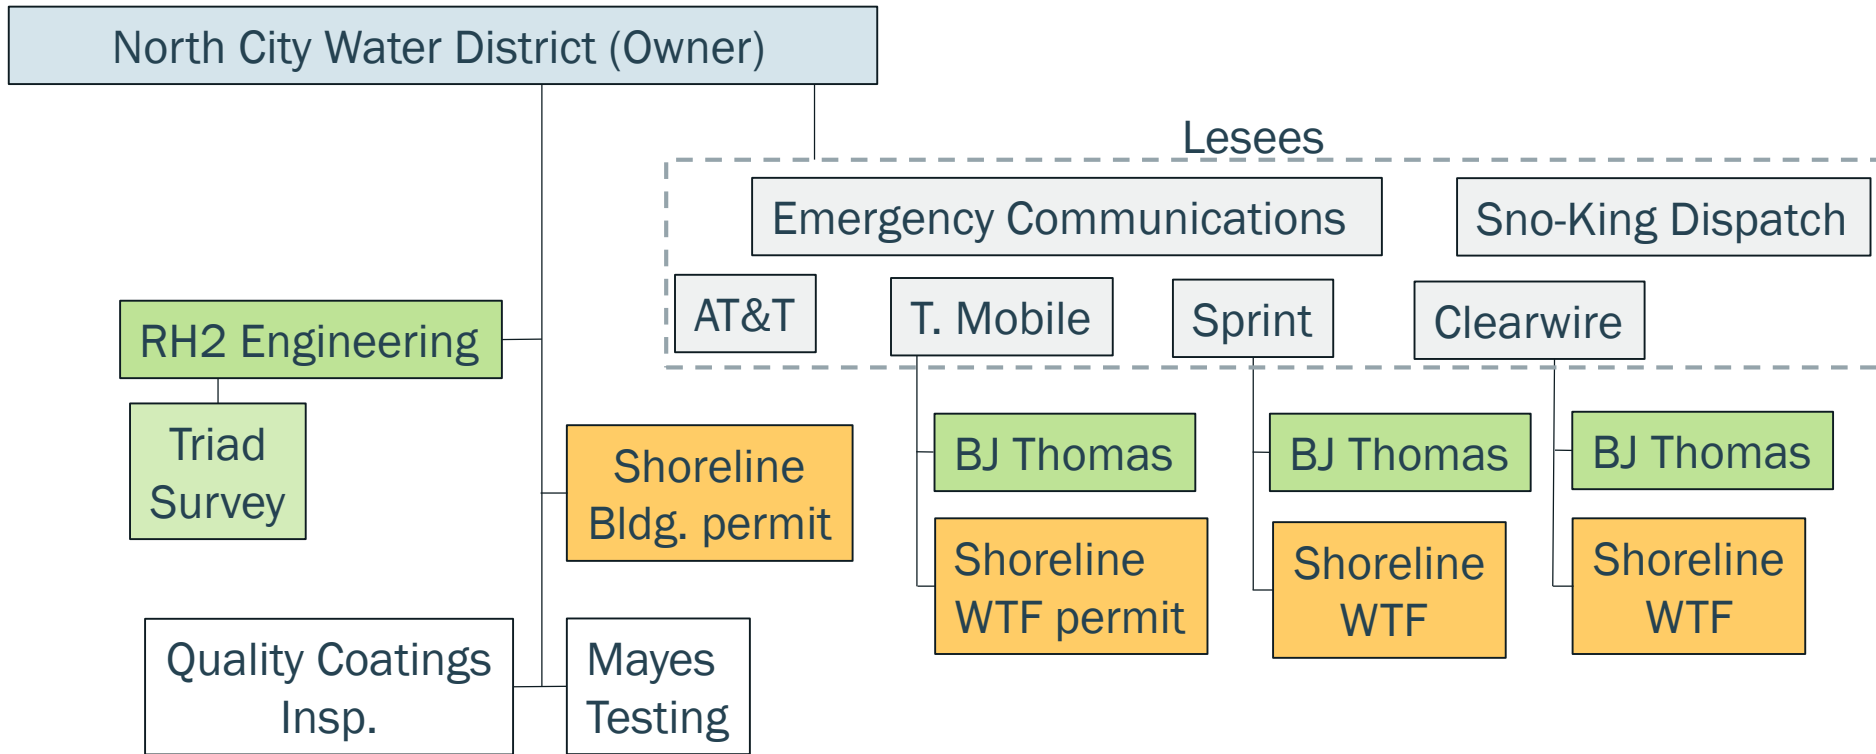 North City Water District (Owner)
Lesees
Emergency Communications
Sno-King Dispatch
AT&T
T. Mobile
Sprint
Clearwire
RH2 Engineering
Triad
Survey
Shoreline
Bldg. permit
BJ Thomas
BJ Thomas
BJ Thomas
Shoreline
WTF permit
Shoreline
WTF
Shoreline
WTF
Quality Coatings
Insp.
Mayes
Testing